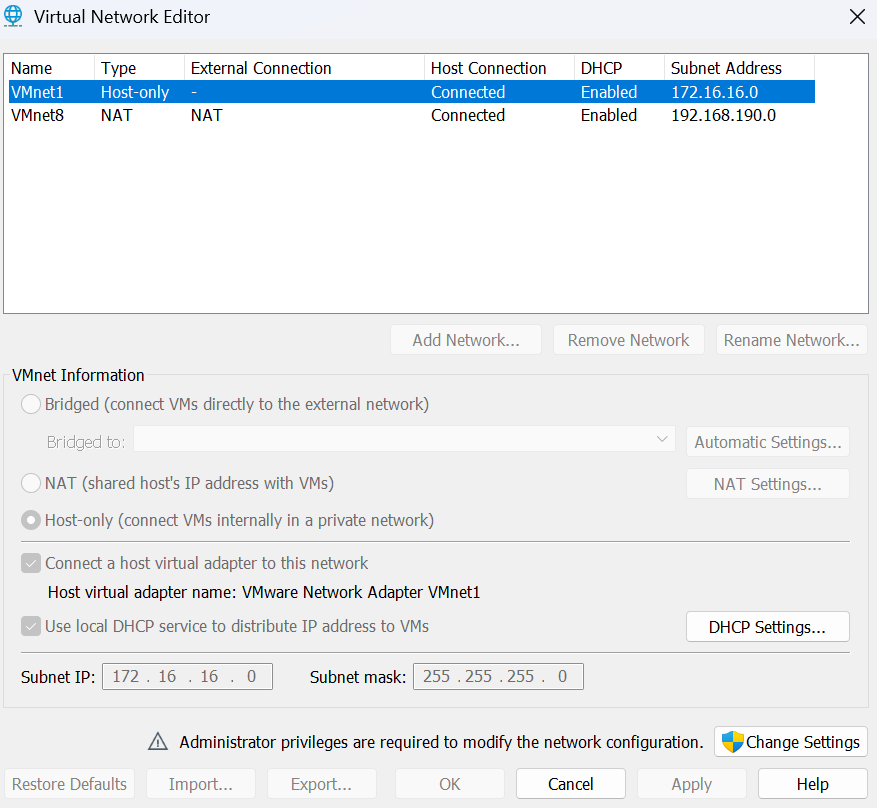 Virtual Network Editor
Name Type External Connection Host Connection DHCP Subnet Address
VMnet1 Host-only - Connected Enabled 172.16.16.0
VMnet8 NAT NAT Connected Enabled 192.168.190.0
Add Network... Remove Network Rename Network...
VMnet Information
Bridged (connect VMs directly to the external network)
Bridged to: Automatic Settings...
NAT (shared host's IP address with VMs) NAT Settings...
Host-only (connect VMs internally in a private network)
Connect a host virtual adapter to this network
Host virtual adapter name: VMware Network Adapter VMnet1
Use local DHCP service to distribute IP address to VMs DHCP Settings...
Subnet IP: 172 . 16 . 16 . 0 Subnet mask: 255 . 255 . 255 . 0
Administrator privileges are required to modify the network configuration. Change Settings
Restore Defaults Import... Export... OK Cancel Apply Help